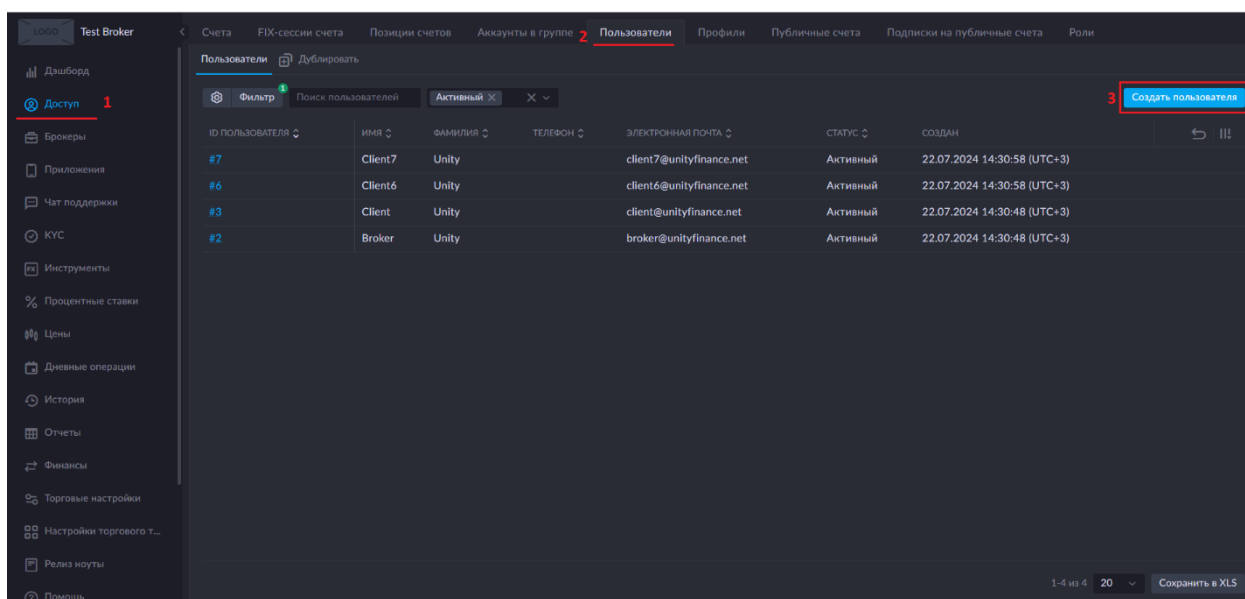 LOGO Test Broker
Счета FIX-сессии счета Позиции счетов Аккаунты в группе 2 Пользователи Профили Публичные счета Подписки на публичные счета Роли
Пользователи Дублировать
Дэшборд
Доступ 1
Фильтр 1 Поиск пользователей Активный
3 Создать пользователя
Брокеры
ID ПОЛЬЗОВАТЕЛЯ ИМЯ ФАМИЛИЯ ТЕЛЕФОН ЭЛЕКТРОННАЯ ПОЧТА СТАТУС СОЗДАН
#7 Client7 Unity client7@unityfinance.net Активный 22.07.2024 14:30:58 (UTC+3)
Приложения
#6 Client6 Unity client6@unityfinance.net Активный 22.07.2024 14:30:58 (UTC+3)
Чат поддержки
#3 Client Unity client@unityfinance.net Активный 22.07.2024 14:30:48 (UTC+3)
KYC
#2 Broker Unity broker@unityfinance.net Активный 22.07.2024 14:30:48 (UTC+3)
FX Инструменты
Процентные ставки
Цены
Дневные операции
История
Отчеты
Финансы
Торговые настройки
Настройки торгового т...
Релиз ноуты
1-4 из 4 20 Сохранить в XLS
Помощь